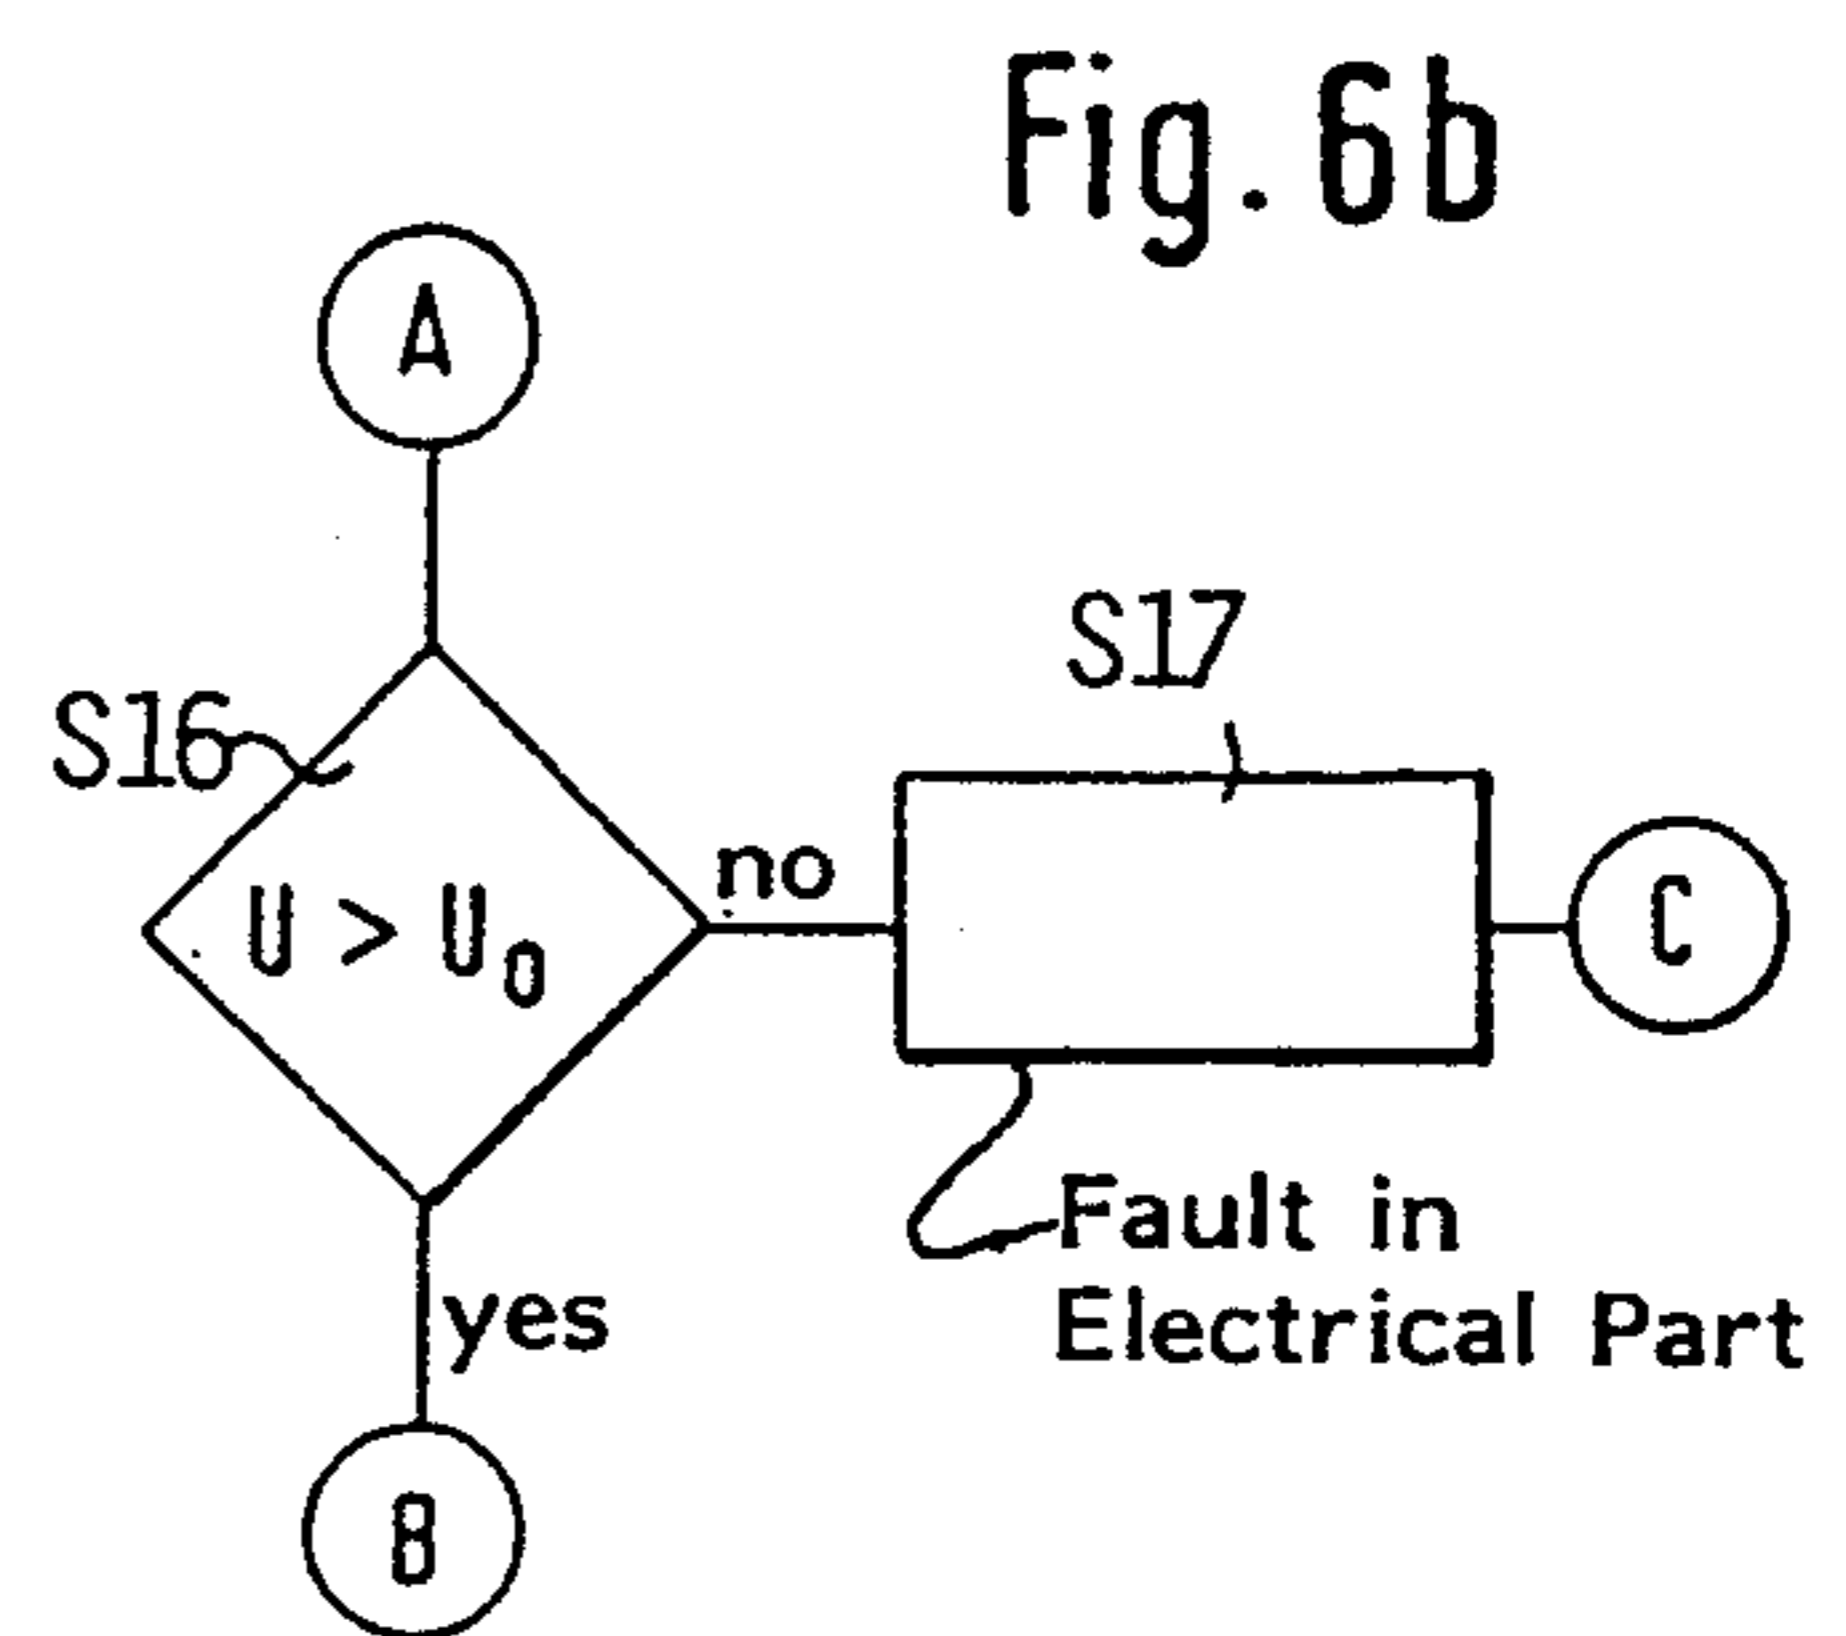 Fig. 6b
A
S17
S16
no
U > U₀
C
Fault in
Electrical Part
yes
B